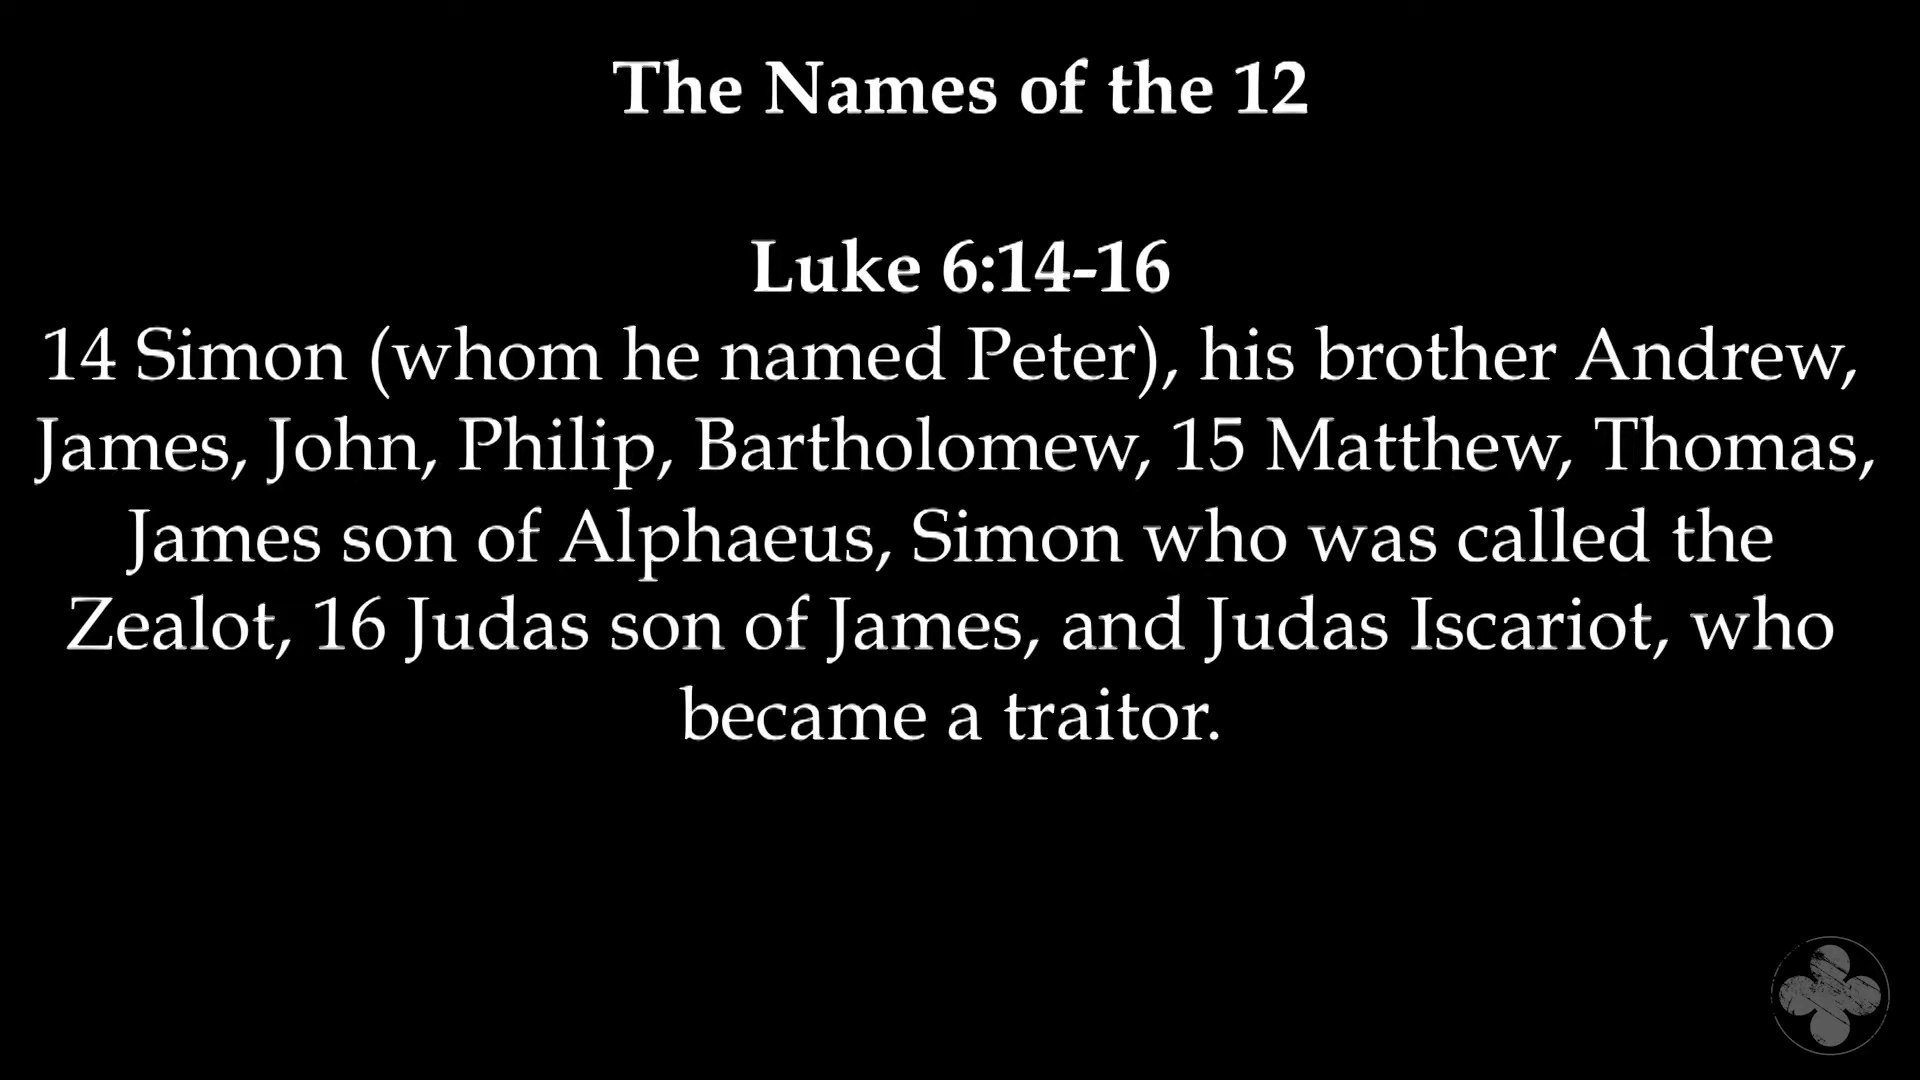 The Names of the 12
Luke 6:14-16
14 Simon (whom he named Peter), his brother Andrew,
James, John, Philip, Bartholomew, 15 Matthew, Thomas,
James son of Alphaeus, Simon who was called the
Zealot, 16 Judas son of James, and Judas Iscariot, who
became a traitor.